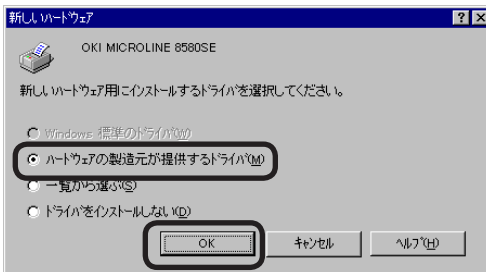 新しいハードウェア
OKI MICROLINE 8580SE
新しいハードウェア用にインストールするドライバを選択してください。
Windows 標準のドライバ(W)
ハードウェアの製造元が提供するドライバ(M)
一覧から選ぶ(S)
ドライバをインストールしない(D)
OK キャンセル ヘルプ(H)